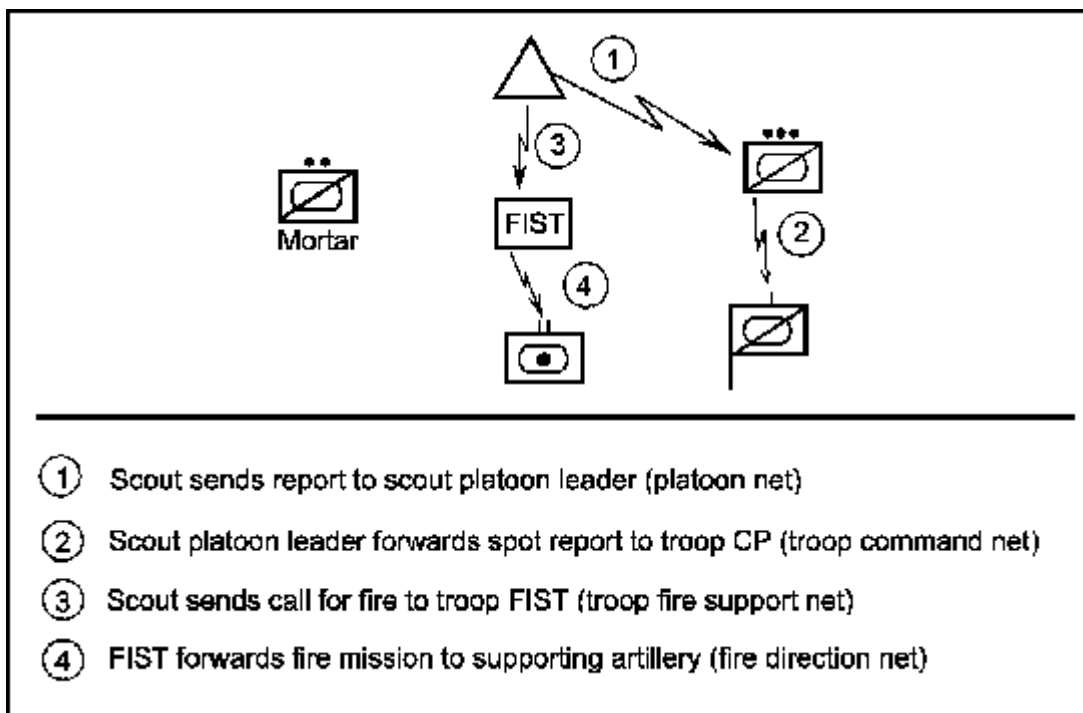 1
3
Mortar
FIST
2
4
1 Scout sends report to scout platoon leader (platoon net)
2 Scout platoon leader forwards spot report to troop CP (troop command net)
3 Scout sends call for fire to troop FIST (troop fire support net)
4 FIST forwards fire mission to supporting artillery (fire direction net)